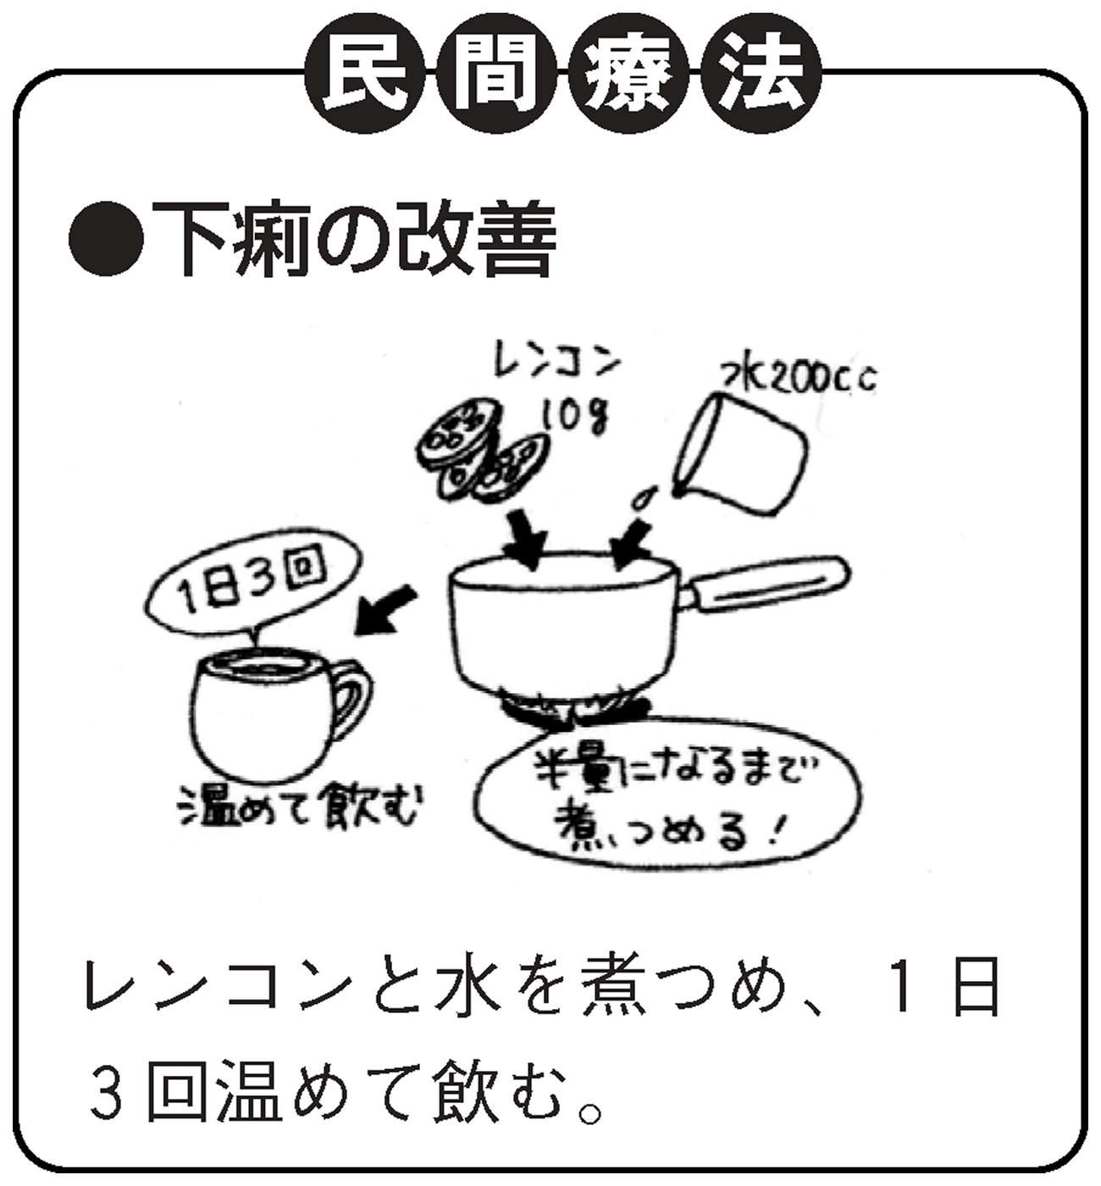 民間療法
●下痢の改善
レンコン
10g
水200cc
1日3回
温めて飲む
半量になるまで
煮つめる!
レンコンと水を煮つめ、1日
3回温めて飲む。